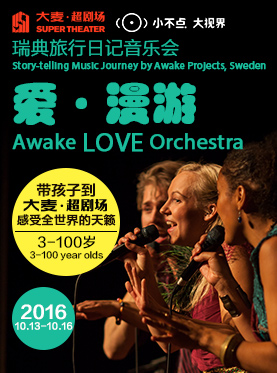 大麦·超剧场
SUPER THEATER
小不点 大视界
瑞典旅行日记音乐会
Story-telling Music Journey by Awake Projects, Sweden
爱·漫游
Awake LOVE Orchestra
带孩子到
大麦·超剧场
感受全世界的天籁
3-100岁
3-100 year olds
2016
10.13-10.16